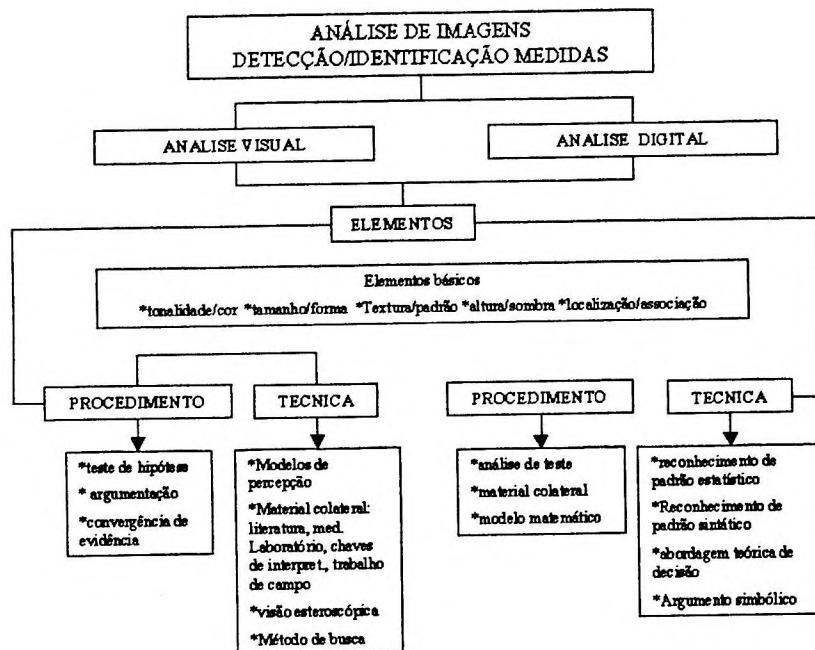 ANÁLISE DE IMAGENS
DETECÇÃO/IDENTIFICAÇÃO MEDIDAS
ANALISE VISUAL
ANALISE DIGITAL
ELEMENTOS
Elementos básicos
*tonalidade/cor *tamanho/forma *Textura/padrão *altura/sombra *localização/associação
PROCEDIMENTO
TECNICA
PROCEDIMENTO
TECNICA
*teste de hipótese
* argumentação
*convergência de
evidência
*Modelos de
percepção
*Material colateral:
literatura, med.
Laboratório, chaves
de interpret., trabalho
de campo
*visão esteroscópica
*Método de busca
*análise de teste
*material colateral
*modelo matemático
*reconhecimento de
padrão estatístico
*Reconhecimento de
padrão sintático
*abordagem teórica de
decisão
*Argumento simbólico